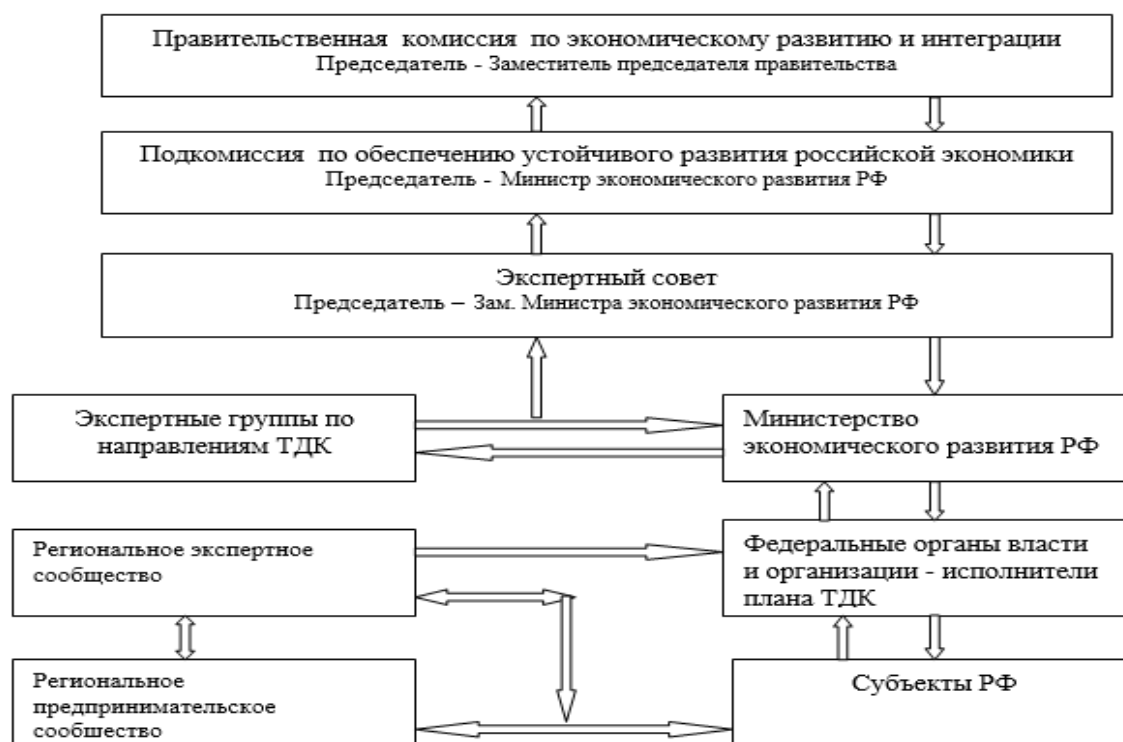 Правительственная комиссия по экономическому развитию и интеграции
Председатель - Заместитель председателя правительства
Подкомиссия по обеспечению устойчивого развития российской экономики
Председатель - Министр экономического развития РФ
Экспертный совет
Председатель – Зам. Министра экономического развития РФ
Экспертные группы по
направлениям ТДК
Министерство
экономического развития РФ
Региональное экспертное
сообщество
Федеральные органы власти
и организации - исполнители
плана ТДК
Региональное
предпринимательское
сообщество
Субъекты РФ